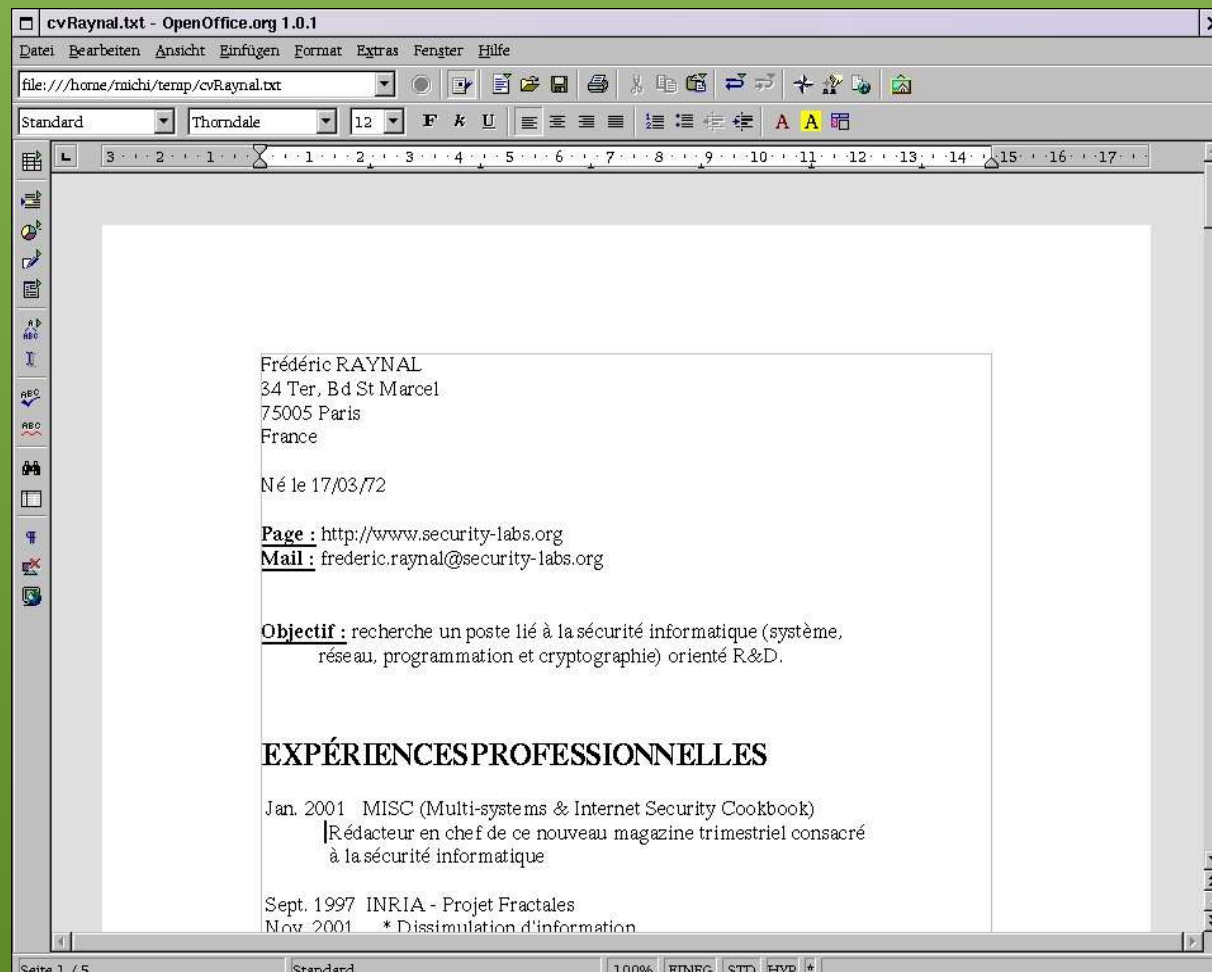 cvRaynal.txt - OpenOffice.org 1.0.1
Datei Bearbeiten Ansicht Einfügen Format Extras Fenster Hilfe
file:///home/michi/temp/cvRaynal.txt
Standard Thorndale 12 F k U A A
3 2 1 1 2 3 4 5 6 7 8 9 10 11 12 13 14 15 16 17
Frédéric RAYNAL
34 Ter, Bd St Marcel
75005 Paris
France
Né le 17/03/72
Page : http://www.security-labs.org
Mail : frederic.raynal@security-labs.org
Objectif : recherche un poste lié à la sécurité informatique (système,
réseau, programmation et cryptographie) orienté R&D.
EXPÉRIENCES PROFESSIONNELLES
Jan. 2001 MISC (Multi-systems & Internet Security Cookbook)
Rédacteur en chef de ce nouveau magazine trimestriel consacré
à la sécurité informatique
Sept. 1997 INRIA - Projet Fractales
Nov. 2001 * Dissimulation d'information
Seite 1 / 5 Standard 100% EINFG STD HYP *